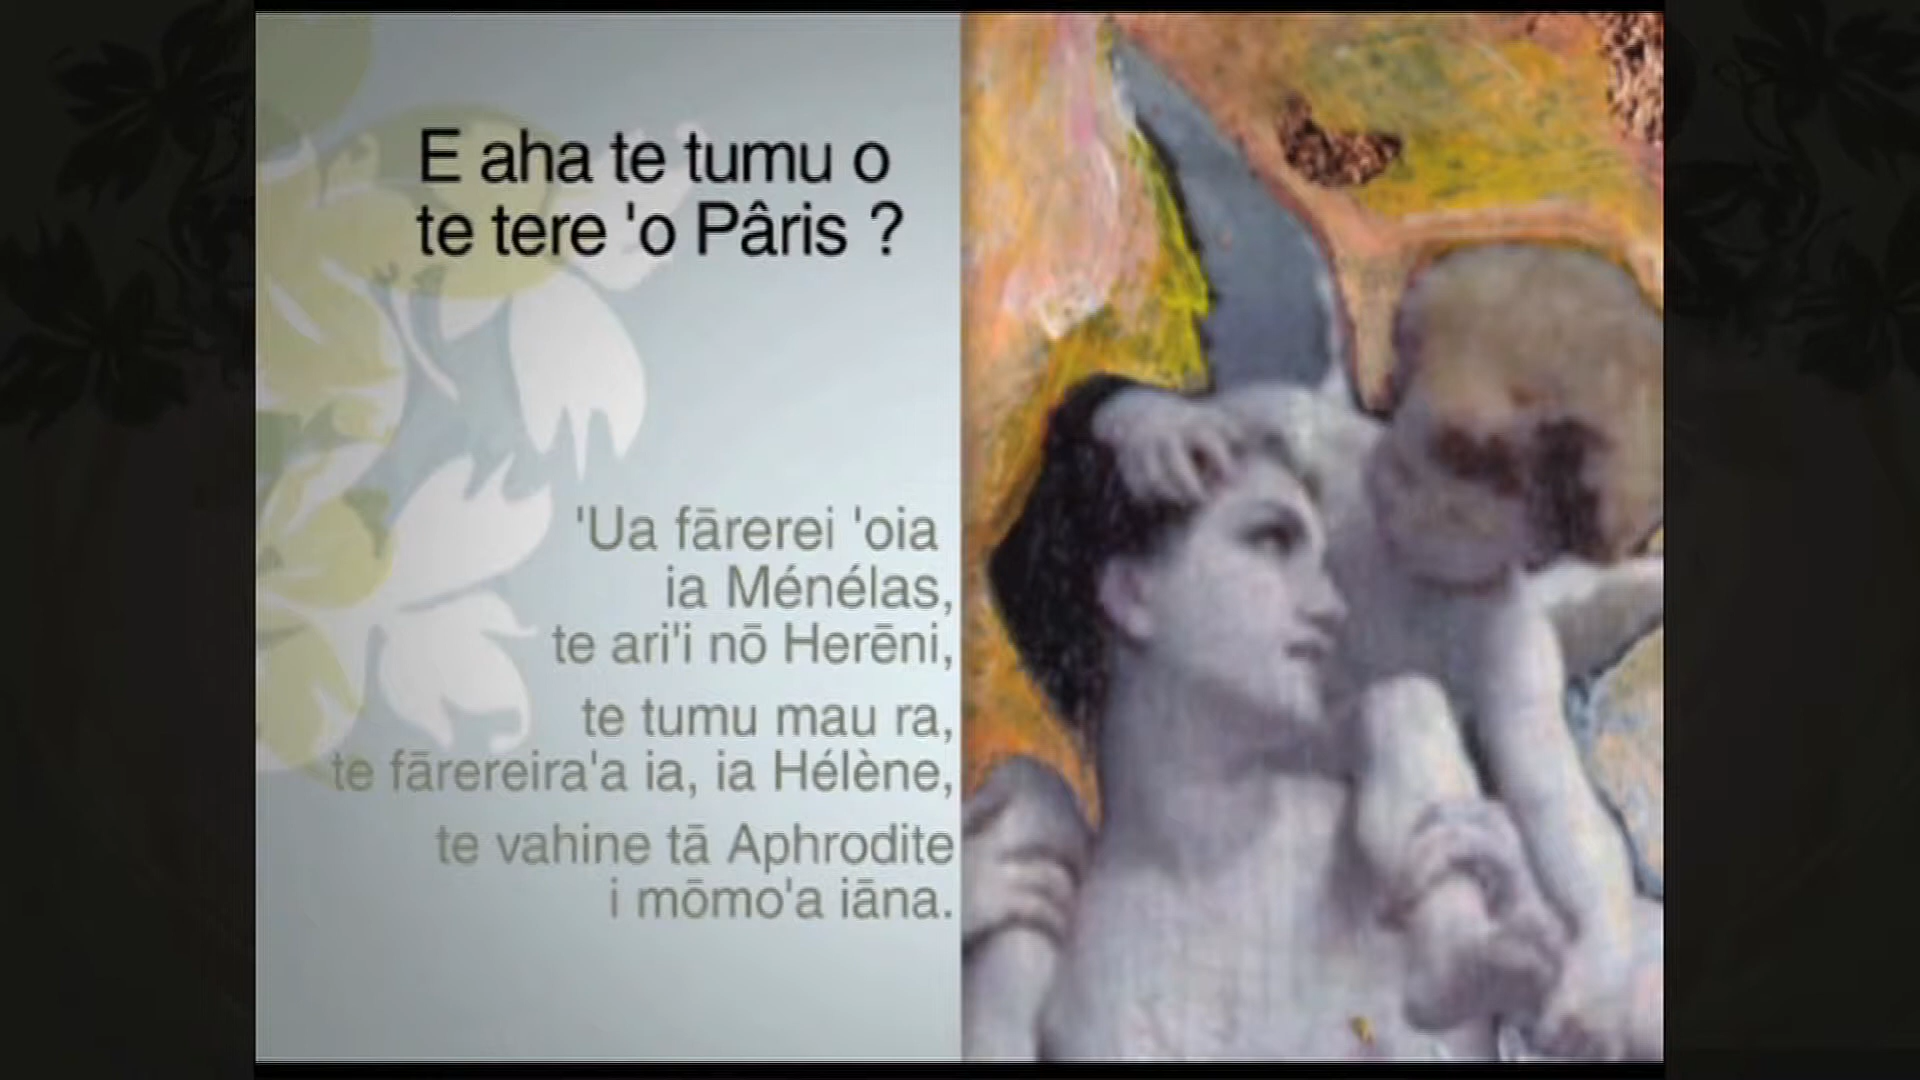 E aha te tumu o
te tere 'o Pâris ?
'Ua fārerei 'oia
ia Ménélas,
te ari'i nō Herēni,
te tumu mau ra,
te fārereira'a ia, ia Hélène,
te vahine tā Aphrodite
i mōmo'a iāna.